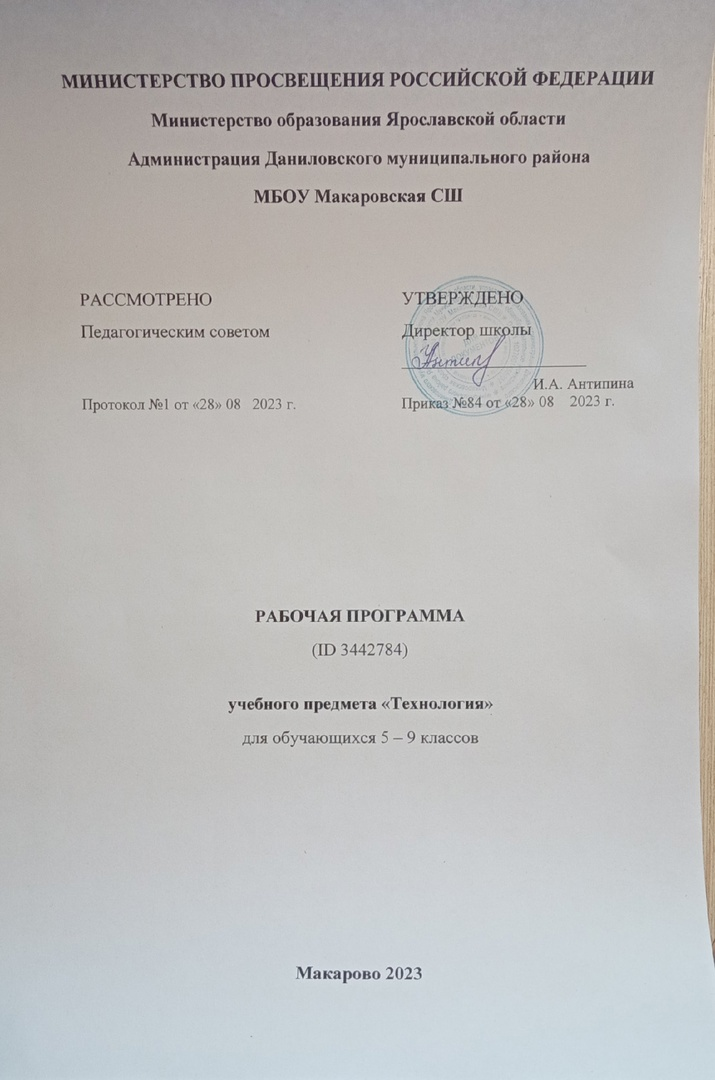 МИНИСТЕРСТВО ПРОСВЕЩЕНИЯ РОССИЙСКОЙ ФЕДЕРАЦИИ
Министерство образования Ярославской области
Администрация Даниловского муниципального района
МБОУ Макаровская СШ
РАССМОТРЕНО
Педагогическим советом
Протокол №1 от «28» 08 2023 г.
УТВЕРЖДЕНО
Директор школы
И.А. Антипина
Приказ №84 от «28» 08 2023 г.
РАБОЧАЯ ПРОГРАММА
(ID 3442784)
учебного предмета «Технология»
для обучающихся 5 – 9 классов
Макарово 2023